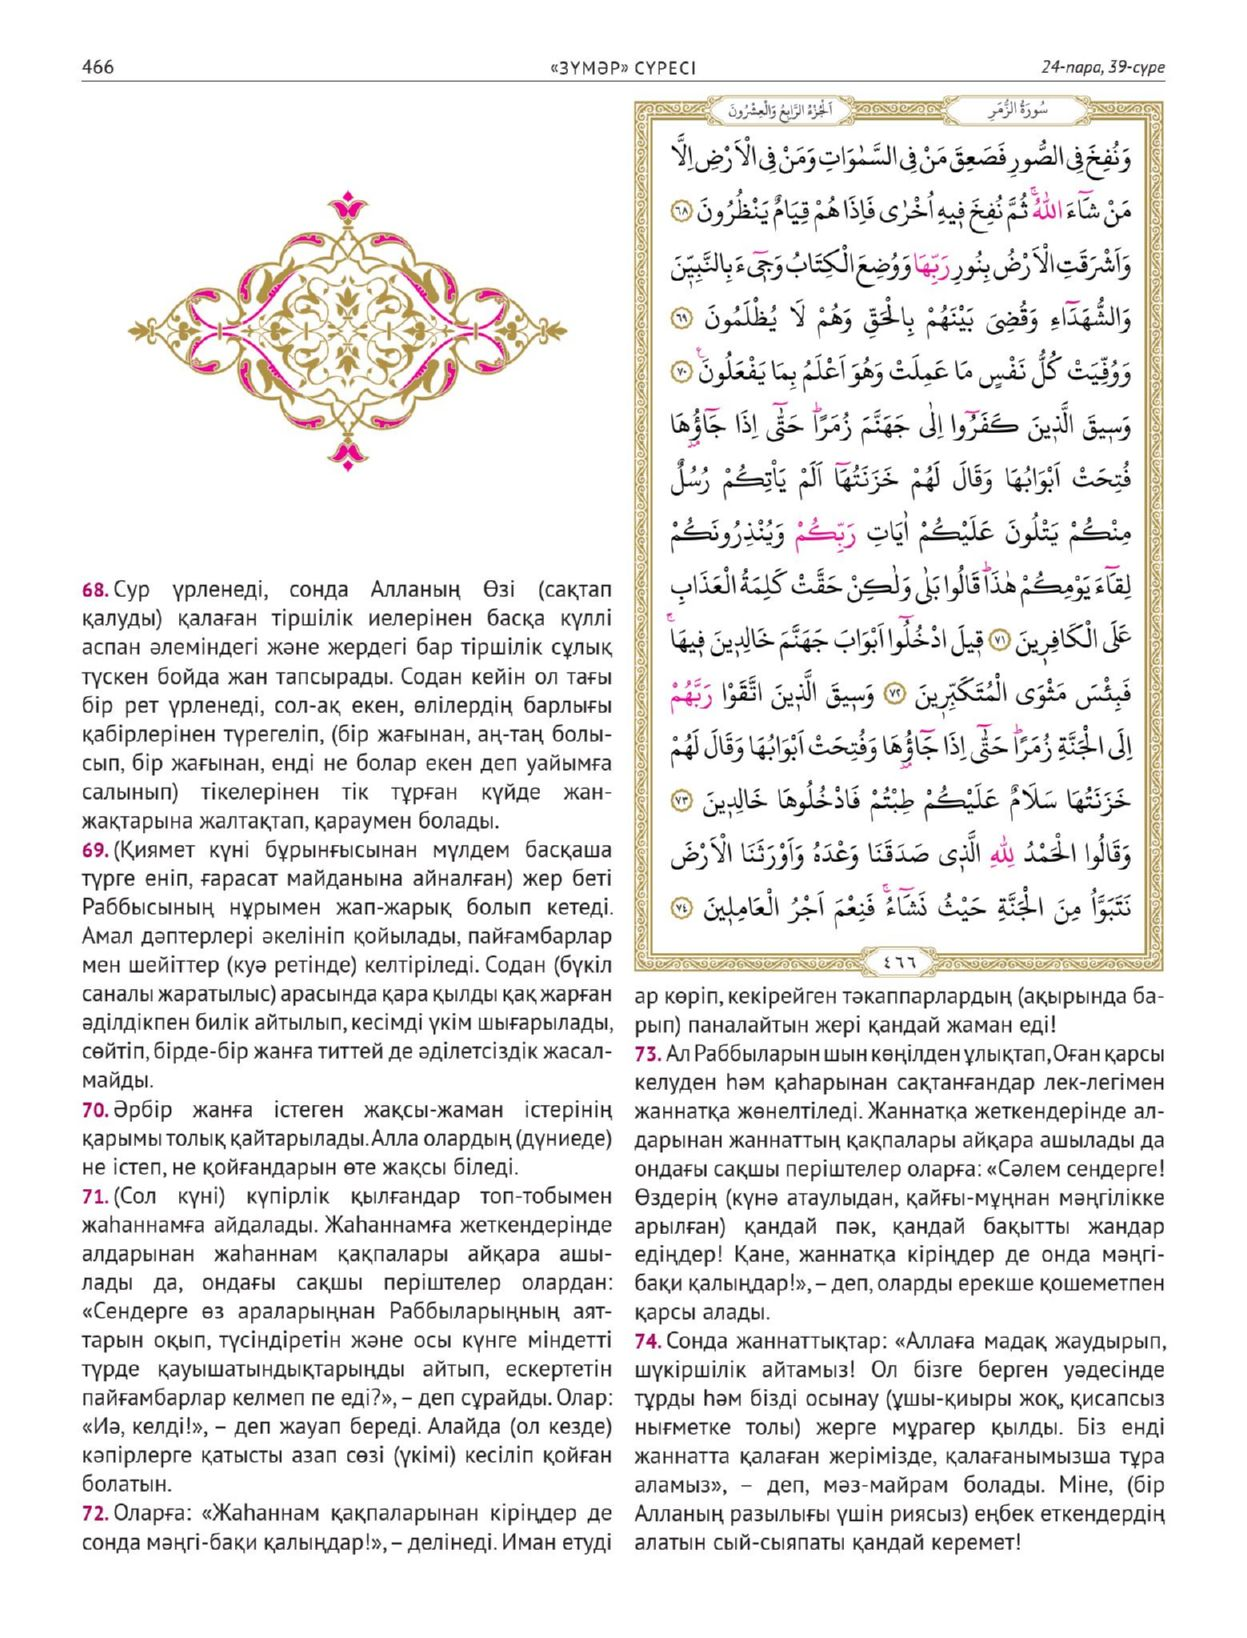 466
«ЗҮМӘР» СҮРЕСІ
24-пара, 39-сүре
اَلْجُزْءُ الرَّابِعُ وَالْعِشْرُونَ
سُورَةُ الزُّمَرِ
وَنُفِخَ فِى الصُّورِ فَصَعِقَ مَنْ فِى السَّمٰوَاتِ وَمَنْ فِى الْاَرْضِ اِلَّا
مَنْ شَٓاءَ اللّٰهُۜ ثُمَّ نُفِخَ ف۪يهِ اُخْرٰى فَاِذَا هُمْ قِيَامٌ يَنْظُرُونَ ﴿٦٨﴾
وَاَشْرَقَتِ الْاَرْضُ بِنُورِ رَبِّهَا وَوُضِعَ الْكِتَابُ وَج۪ٓيءَ بِالنَّبِيّ۪نَ
وَالشُّهَدَٓاءِ وَقُضِىَ بَيْنَهُمْ بِالْحَقِّ وَهُمْ لَا يُظْلَمُونَ ﴿٦٩﴾
وَوُفِّيَتْ كُلُّ نَفْسٍ مَا عَمِلَتْ وَهُوَ اَعْلَمُ بِمَا يَفْعَلُونَ۟ ﴿٧٠﴾
وَس۪يقَ الَّذ۪ينَ كَفَرُٓوا اِلٰى جَهَنَّمَ زُمَرًاۜ حَتّٰٓى اِذَا جَٓاؤُ۫هَا
فُتِحَتْ اَبْوَابُهَا وَقَالَ لَهُمْ خَزَنَتُهَٓا اَلَمْ يَأْتِكُمْ رُسُلٌ
مِنْكُمْ يَتْلُونَ عَلَيْكُمْ اٰيَاتِ رَبِّكُمْ وَيُنْذِرُونَكُمْ
لِقَٓاءَ يَوْمِكُمْ هٰذَاۜ قَالُوا بَلٰى وَلٰكِنْ حَقَّتْ كَلِمَةُ الْعَذَابِ
عَلَى الْكَافِر۪ينَ ﴿٧١﴾ ق۪يلَ ادْخُلُٓوا اَبْوَابَ جَهَنَّمَ خَالِد۪ينَ ف۪يهَاۚ
فَبِئْسَ مَثْوَى الْمُتَكَبِّر۪ينَ ﴿٧٢﴾ وَس۪يقَ الَّذ۪ينَ اتَّقَوْا رَبَّهُمْ
اِلَى الْجَنَّةِ زُمَرًاۜ حَتّٰٓى اِذَا جَٓاؤُ۫هَا وَفُتِحَتْ اَبْوَابُهَا وَقَالَ لَهُمْ
خَزَنَتُهَا سَلَامٌ عَلَيْكُمْ طِبْتُمْ فَادْخُلُوهَا خَالِد۪ينَ ﴿٧٣﴾
وَقَالُوا الْحَمْدُ لِلّٰهِ الَّذ۪ى صَدَقَنَا وَعْدَهُ وَاَوْرَثَنَا الْاَرْضَ
نَتَبَوَّاُ مِنَ الْجَنَّةِ حَيْثُ نَشَٓاءُۚ فَنِعْمَ اَجْرُ الْعَامِل۪ينَ ﴿٧٤﴾
٤٦٦
68. Сур үрленеді, сонда Алланың Өзі (сақтап
қалуды) қалаған тіршілік иелерінен басқа күллі
аспан әлеміндегі және жердегі бар тіршілік сұлық
түскен бойда жан тапсырады. Содан кейін ол тағы
бір рет үрленеді, сол-ақ екен, өлілердің барлығы
қабірлерінен түрегеліп, (бір жағынан, аң-таң болы-
сып, бір жағынан, енді не болар екен деп уайымға
салынып) тікелерінен тік тұрған күйде жан-
жақтарына жалтақтап, қараумен болады.
69. (Қиямет күні бұрынғысынан мүлдем басқаша
түрге еніп, ғарасат майданына айналған) жер беті
Раббысының нұрымен жап-жарық болып кетеді.
Амал дәптерлері әкелініп қойылады, пайғамбарлар
мен шейіттер (куә ретінде) келтіріледі. Содан (бүкіл
саналы жаратылыс) арасында қара қылды қақ жарған
әділдікпен билік айтылып, кесімді үкім шығарылады,
сөйтіп, бірде-бір жанға титтей де әділетсіздік жасал-
майды.
70. Әрбір жанға істеген жақсы-жаман істерінің
қарымы толық қайтарылады. Алла олардың (дүниеде)
не істеп, не қойғандарын өте жақсы біледі.
71. (Сол күні) күпірлік қылғандар топ-тобымен
жаһаннамға айдалады. Жаһаннамға жеткендерінде
алдарынан жаһаннам қақпалары айқара ашы-
лады да, ондағы сақшы періштелер олардан:
«Сендерге өз араларыңнан Раббыларыңның аят-
тарын оқып, түсіндіретін және осы күнге міндетті
түрде қауышатындықтарыңды айтып, ескертетін
пайғамбарлар келмеп пе еді?», – деп сұрайды. Олар:
«Иә, келді!», – деп жауап береді. Алайда (ол кезде)
кәпірлерге қатысты азап сөзі (үкімі) кесіліп қойған
болатын.
72. Оларға: «Жаһаннам қақпаларынан кіріңдер де
сонда мәңгі-бақи қалыңдар!», – делінеді. Иман етуді
ар көріп, кекірейген тәкаппарлардың (ақырында ба-
рып) паналайтын жері қандай жаман еді!
73. Ал Раббыларын шын көңілден ұлықтап, Оған қарсы
келуден һәм қаһарынан сақтанғандар лек-легімен
жаннатқа жөнелтіледі. Жаннатқа жеткендерінде ал-
дарынан жаннаттың қақпалары айқара ашылады да
ондағы сақшы періштелер оларға: «Сәлем сендерге!
Өздерің (күнә атаулыдан, қайғы-мұңнан мәңгілікке
арылған) қандай пәк, қандай бақытты жандар
едіңдер! Қане, жаннатқа кіріңдер де онда мәңгі-
бақи қалыңдар!», – деп, оларды ерекше қошеметпен
қарсы алады.
74. Сонда жаннаттықтар: «Аллаға мадақ жаудырып,
шүкіршілік айтамыз! Ол бізге берген уәдесінде
тұрды һәм бізді осынау (ұшы-қиыры жоқ, қисапсыз
нығметке толы) жерге мұрагер қылды. Біз енді
жаннатта қалаған жерімізде, қалағанымызша тұра
аламыз», – деп, мәз-майрам болады. Міне, (бір
Алланың разылығы үшін риясыз) еңбек еткендердің
алатын сый-сыяпаты қандай керемет!